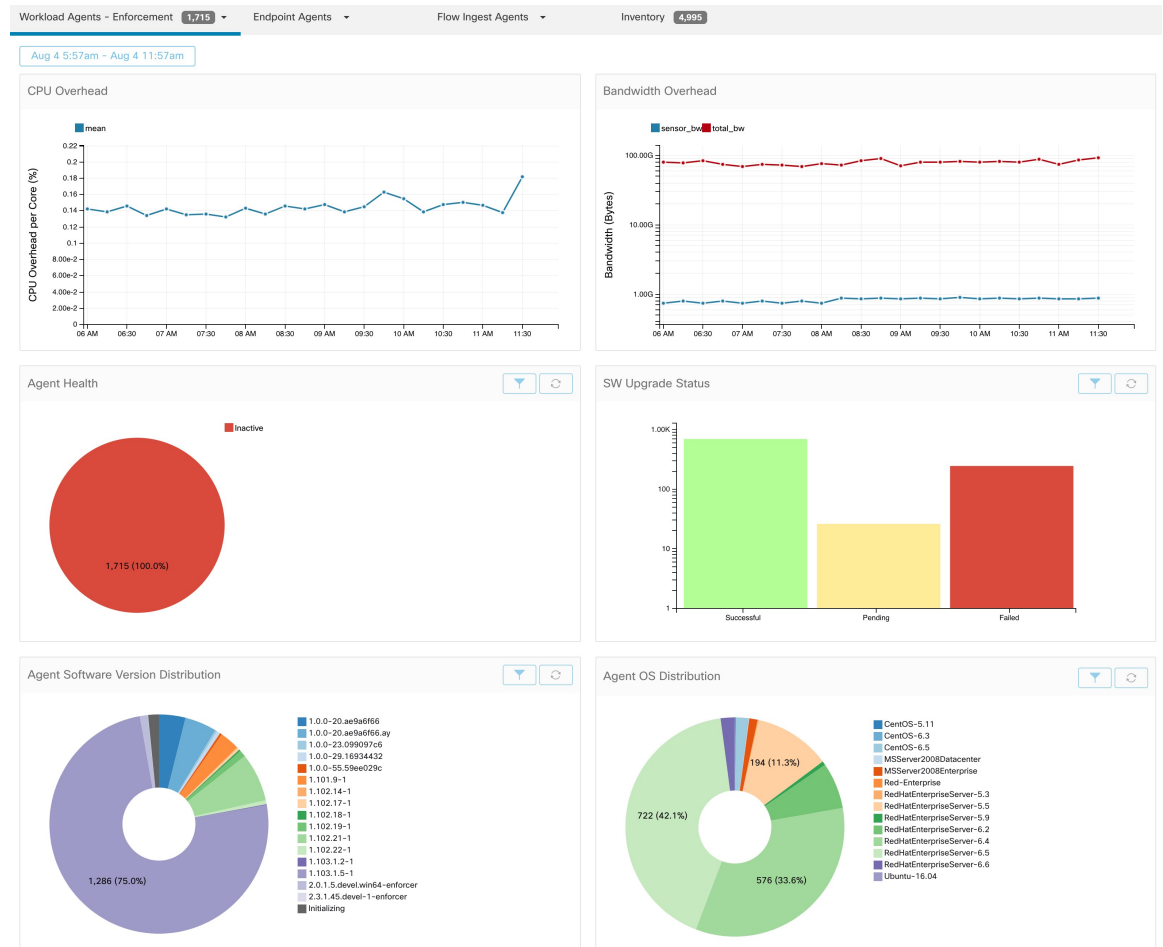 Workload Agents - Enforcement 1,715
Endpoint Agents
Flow Ingest Agents
Inventory 4,995
Aug 4 5:57am - Aug 4 11:57am
CPU Overhead
mean
CPU Overhead per Core (%)
0.22
0.2
0.18
0.16
0.14
0.12
0.1
8.00e-2
6.00e-2
4.00e-2
2.00e-2
0
06 AM 06:30 07 AM 07:30 08 AM 08:30 09 AM 09:30 10 AM 10:30 11 AM 11:30
Bandwidth Overhead
sensor_bw total_bw
Bandwidth (Bytes)
100.00G
10.00G
1.00G
06 AM 06:30 07 AM 07:30 08 AM 08:30 09 AM 09:30 10 AM 10:30 11 AM 11:30
Agent Health
Inactive
1,715 (100.0%)
SW Upgrade Status
1.00K
100
10
1
Successful Pending Failed
Agent Software Version Distribution
1,286 (75.0%)
1.0.0-20.ae9a6f66
1.0.0-20.ae9a6f66.ay
1.0.0-23.099097c6
1.0.0-29.16934432
1.0.0-55.59ee029c
1.101.9-1
1.102.14-1
1.102.17-1
1.102.18-1
1.102.19-1
1.102.21-1
1.102.22-1
1.103.1.2-1
1.103.1.5-1
2.0.1.5.devel.win64-enforcer
2.3.1.45.devel-1-enforcer
Initializing
Agent OS Distribution
194 (11.3%)
722 (42.1%)
576 (33.6%)
CentOS-5.11
CentOS-6.3
CentOS-6.5
MSServer2008Datacenter
MSServer2008Enterprise
Red-Enterprise
RedHatEnterpriseServer-5.3
RedHatEnterpriseServer-5.5
RedHatEnterpriseServer-5.9
RedHatEnterpriseServer-6.2
RedHatEnterpriseServer-6.4
RedHatEnterpriseServer-6.5
RedHatEnterpriseServer-6.6
Ubuntu-16.04